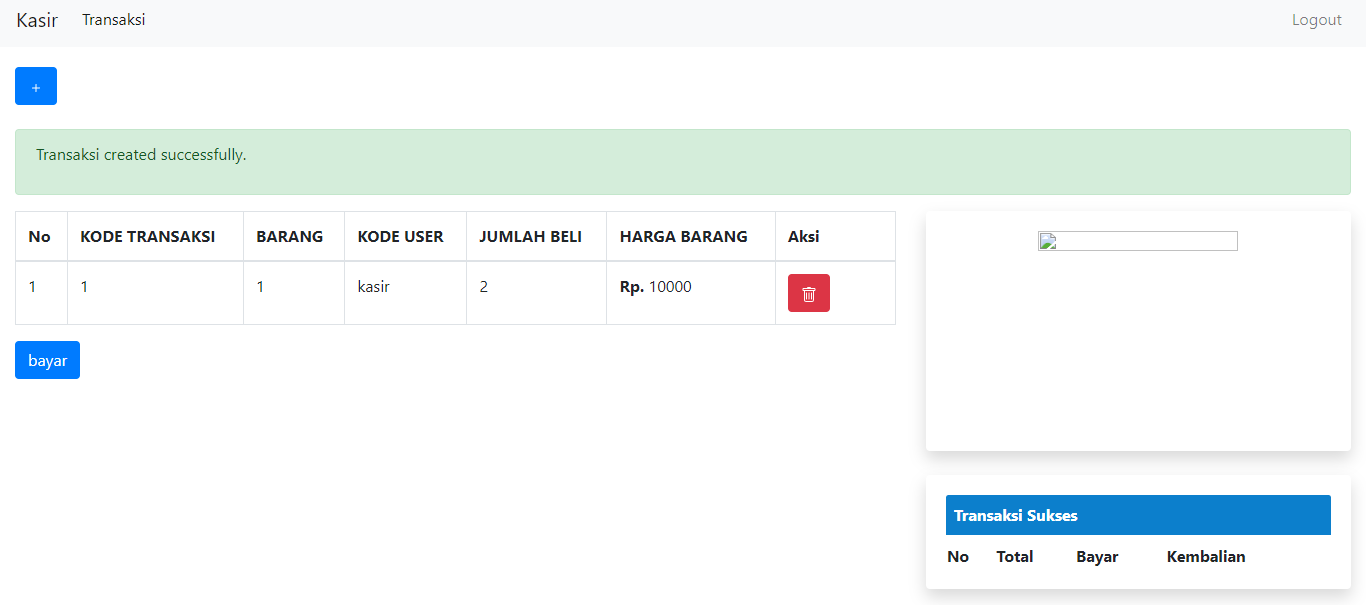 Kasir Transaksi Logout
+
Transaksi created successfully.
No KODE TRANSAKSI BARANG KODE USER JUMLAH BELI HARGA BARANG Aksi
1 1 1 kasir 2 Rp. 10000
bayar
Transaksi Sukses
No Total Bayar Kembalian